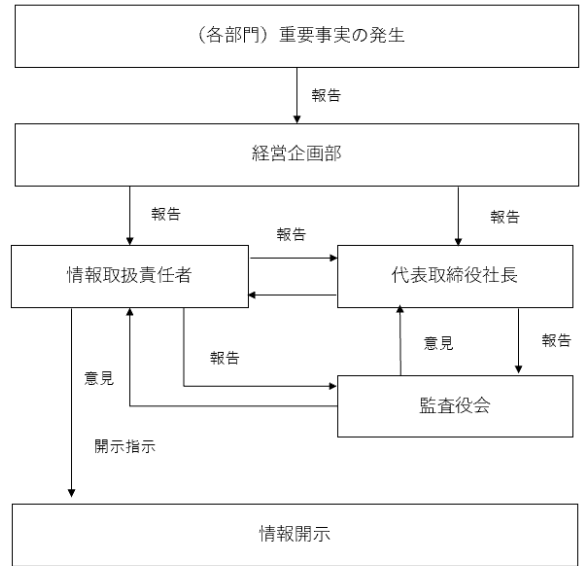 （各部門）重要事実の発生
報告
経営企画部
報告
報告
報告
情報取扱責任者
代表取締役社長
報告
意見
報告
意見
監査役会
開示指示
情報開示